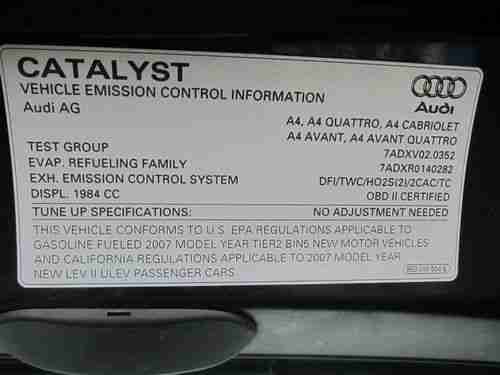 CATALYST
VEHICLE EMISSION CONTROL INFORMATION
Audi AG
Audi
A4, A4 QUATTRO, A4 CABRIOLET
A4 AVANT, A4 AVANT QUATTRO
TEST GROUP 7ADXV02.0352
EVAP. REFUELING FAMILY 7ADXR0140282
EXH. EMISSION CONTROL SYSTEM DFI/TWC/HO2S(2)/2CAC/TC
DISPL. 1984 CC OBD II CERTIFIED
TUNE UP SPECIFICATIONS: NO ADJUSTMENT NEEDED
THIS VEHICLE CONFORMS TO U.S. EPA REGULATIONS APPLICABLE TO
GASOLINE FUELED 2007 MODEL YEAR TIER2 BIN5 NEW MOTOR VEHICLES
AND CALIFORNIA REGULATIONS APPLICABLE TO 2007 MODEL YEAR
NEW LEV II ULEV PASSENGER CARS.